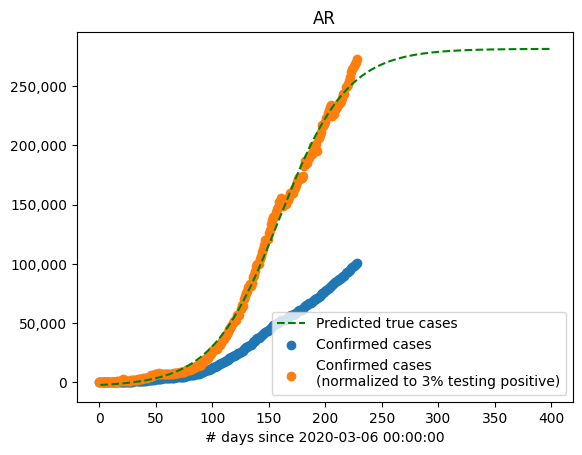 AR
250,000
200,000
150,000
100,000
50,000
0
Predicted true cases
Confirmed cases
Confirmed cases
(normalized to 3% testing positive)
0 50 100 150 200 250 300 350 400
# days since 2020-03-06 00:00:00